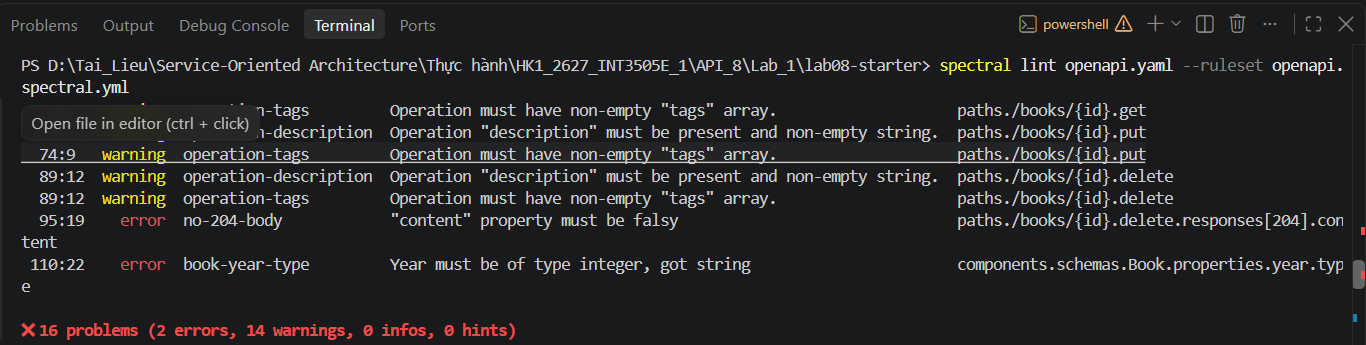 Problems Output Debug Console Terminal Ports powershell
PS D:\Tai_Lieu\Service-Oriented Architecture\Thực hành\HK1_2627_INT3505E_1\API_8\Lab_1\lab08-starter> spectral lint openapi.yaml --ruleset openapi.
spectral.yml
operation-tags Operation must have non-empty "tags" array. paths./books/{id}.get
Open file in editor (ctrl + click)
-description Operation "description" must be present and non-empty string. paths./books/{id}.put
74:9 warning operation-tags Operation must have non-empty "tags" array. paths./books/{id}.put
89:12 warning operation-description Operation "description" must be present and non-empty string. paths./books/{id}.delete
89:12 warning operation-tags Operation must have non-empty "tags" array. paths./books/{id}.delete
95:19 error no-204-body "content" property must be falsy paths./books/{id}.delete.responses[204].con
tent
110:22 error book-year-type Year must be of type integer, got string components.schemas.Book.properties.year.typ
e
❌ 16 problems (2 errors, 14 warnings, 0 infos, 0 hints)